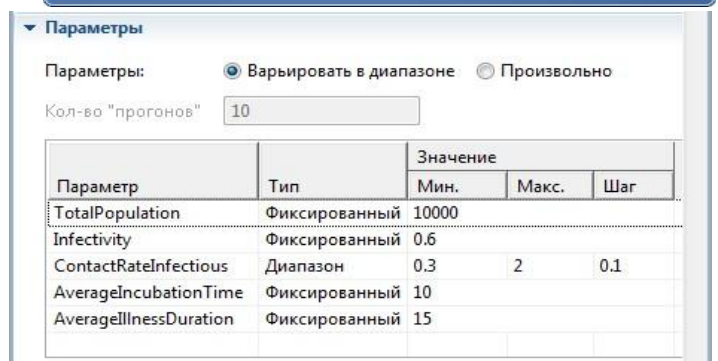 Параметры
Параметры: Варьировать в диапазоне Произвольно
Кол-во "прогонов" 10
Значение
Параметр Тип Мин. Макс. Шаг
TotalPopulation Фиксированный 10000
Infectivity Фиксированный 0.6
ContactRateInfectious Диапазон 0.3 2 0.1
AverageIncubationTime Фиксированный 10
AverageIllnessDuration Фиксированный 15